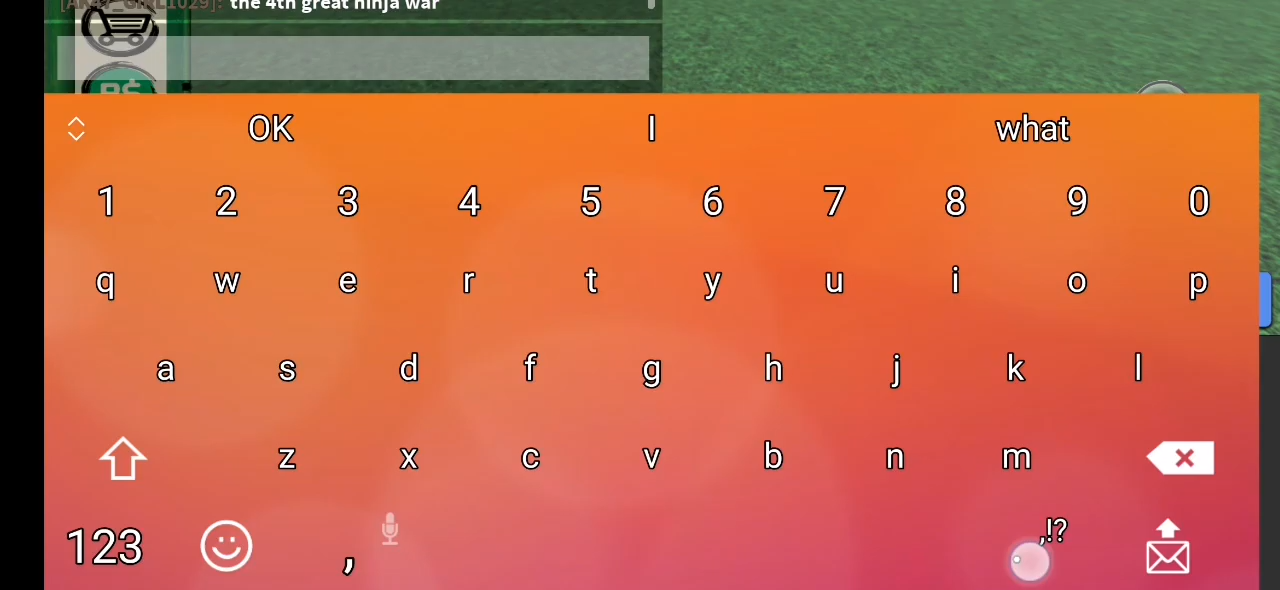 the 4th great ninja war
R$
OK I what
1 2 3 4 5 6 7 8 9 0
q w e r t y u i o p
a s d f g h j k l
z x c v b n m
,!?
123 ,